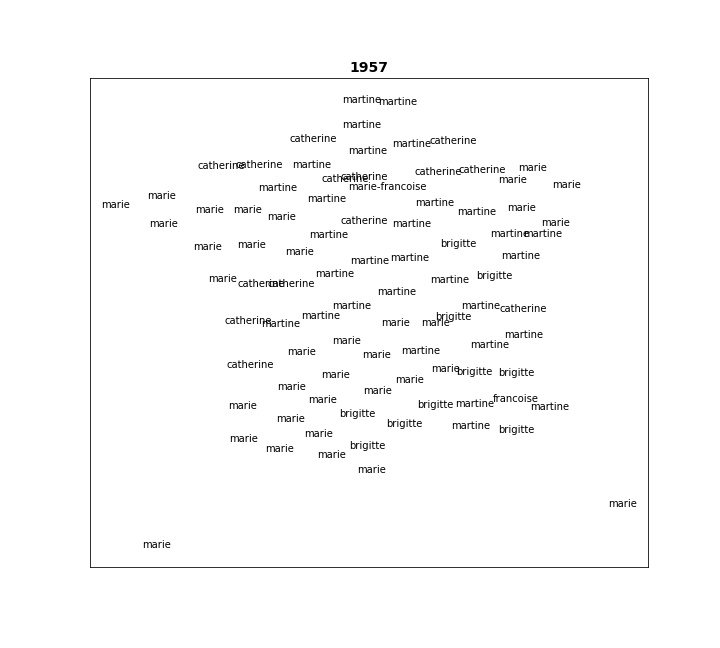 1957
martine martine
martine
catherine martine catherine
martine
catherine catherine martine catherine catherine marie
catherine catherine marie
martine marie-francoise marie
marie martine
marie martine
marie marie martine marie
marie catherine martine marie
marie
martine martine martine
marie marie brigitte
marie martine
martine martine
marie martine martine brigitte
catherine catherine
martine
martine martine catherine
catherine martine martine marie marie brigitte
martine
marie martine
marie marie martine
catherine marie
marie marie brigitte brigitte
marie marie
marie francoise
marie brigitte brigitte martine martine
marie brigitte martine
marie marie brigitte
marie marie brigitte
marie
marie
marie
marie